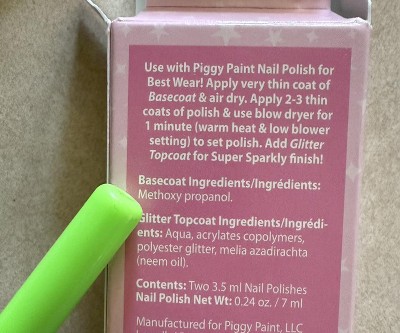 Use with Piggy Paint Nail Polish for
Best Wear! Apply very thin coat of
Basecoat & air dry. Apply 2-3 thin
coats of polish & use blow dryer for
1 minute (warm heat & low blower
setting) to set polish. Add Glitter
Topcoat for Super Sparkly finish!
Basecoat Ingredients/Ingrédients:
Methoxy propanol.
Glitter Topcoat Ingredients/Ingrédi-
ents: Aqua, acrylates copolymers,
polyester glitter, melia azadirachta
(neem oil).
Contents: Two 3.5 ml Nail Polishes
Nail Polish Net Wt: 0.24 oz. / 7 ml
Manufactured for Piggy Paint, LLC